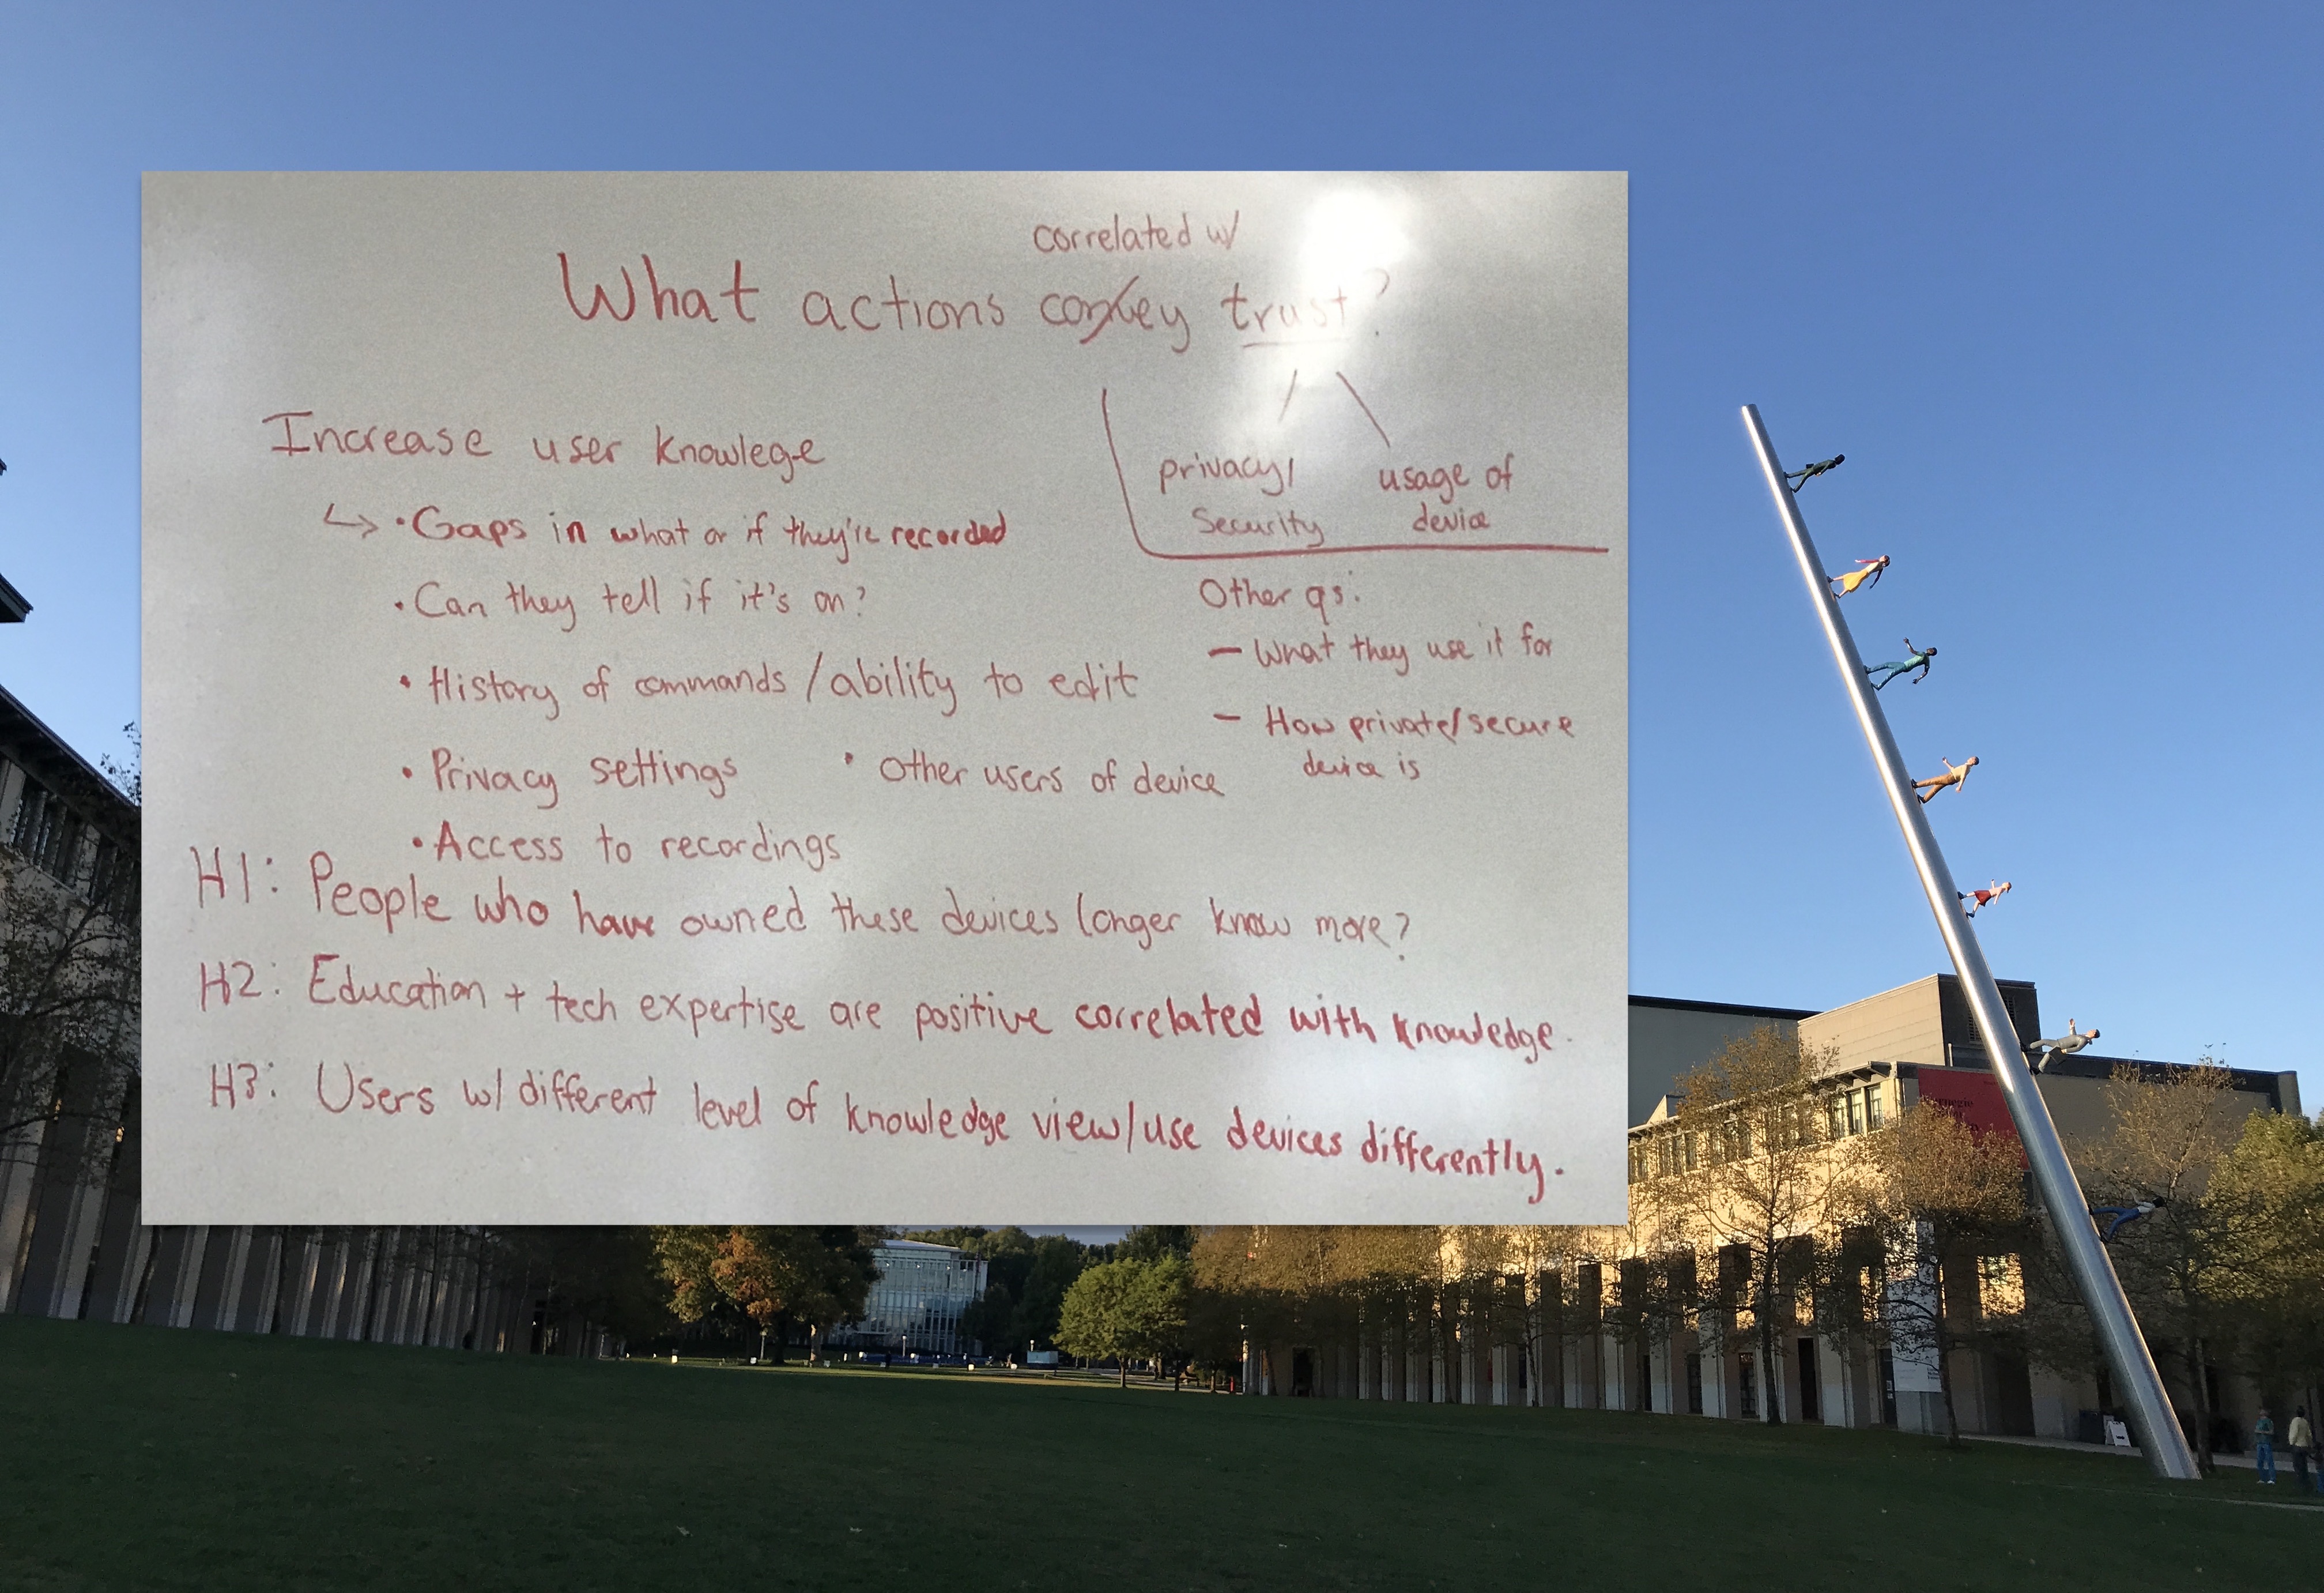 correlated w/
What actions convey trust?
privacy/
Security
usage of
device
Increase user knowlege
↳ • Gaps in what or if they're recorded
• Can they tell if it's on?
• History of commands / ability to edit
• Privacy settings • Other users of device
• Access to recordings
Other qs:
— What they use it for
— How private/secure
device is
H1: People who have owned these devices longer know more?
H2: Education + tech expertise are positive correlated with knowledge.
H3: Users w/ different level of knowledge view/use devices differently.